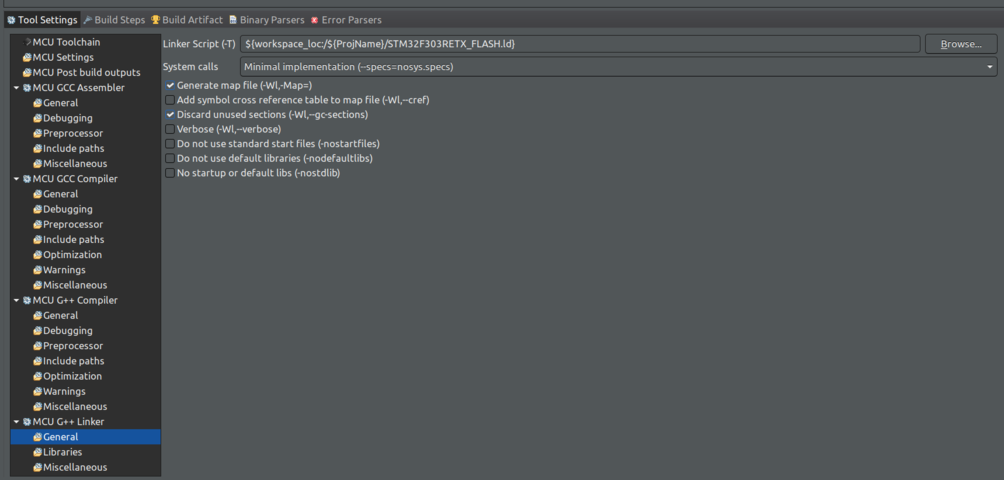 Tool Settings Build Steps Build Artifact Binary Parsers Error Parsers
MCU Toolchain
MCU Settings
MCU Post build outputs
MCU GCC Assembler
General
Debugging
Preprocessor
Include paths
Miscellaneous
MCU GCC Compiler
General
Debugging
Preprocessor
Include paths
Optimization
Warnings
Miscellaneous
MCU G++ Compiler
General
Debugging
Preprocessor
Include paths
Optimization
Warnings
Miscellaneous
MCU G++ Linker
General
Libraries
Miscellaneous
Linker Script (-T) ${workspace_loc:/${ProjName}/STM32F303RETX_FLASH.ld} Browse...
System calls Minimal implementation (--specs=nosys.specs)
Generate map file (-Wl,-Map=)
Add symbol cross reference table to map file (-Wl,--cref)
Discard unused sections (-Wl,--gc-sections)
Verbose (-Wl,--verbose)
Do not use standard start files (-nostartfiles)
Do not use default libraries (-nodefaultlibs)
No startup or default libs (-nostdlib)